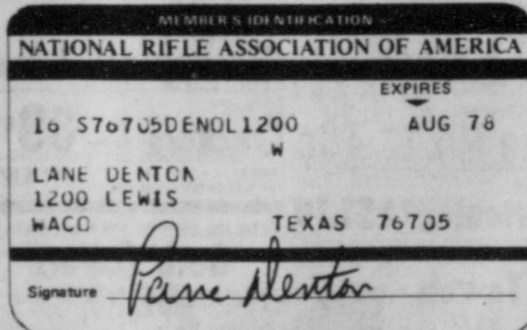 MEMBER'S IDENTIFICATION
NATIONAL RIFLE ASSOCIATION OF AMERICA
EXPIRES
16 S76705DENOL1200 AUG 78
W
LANE DENTON
1200 LEWIS
WACO TEXAS 76705
Signature Lane Denton